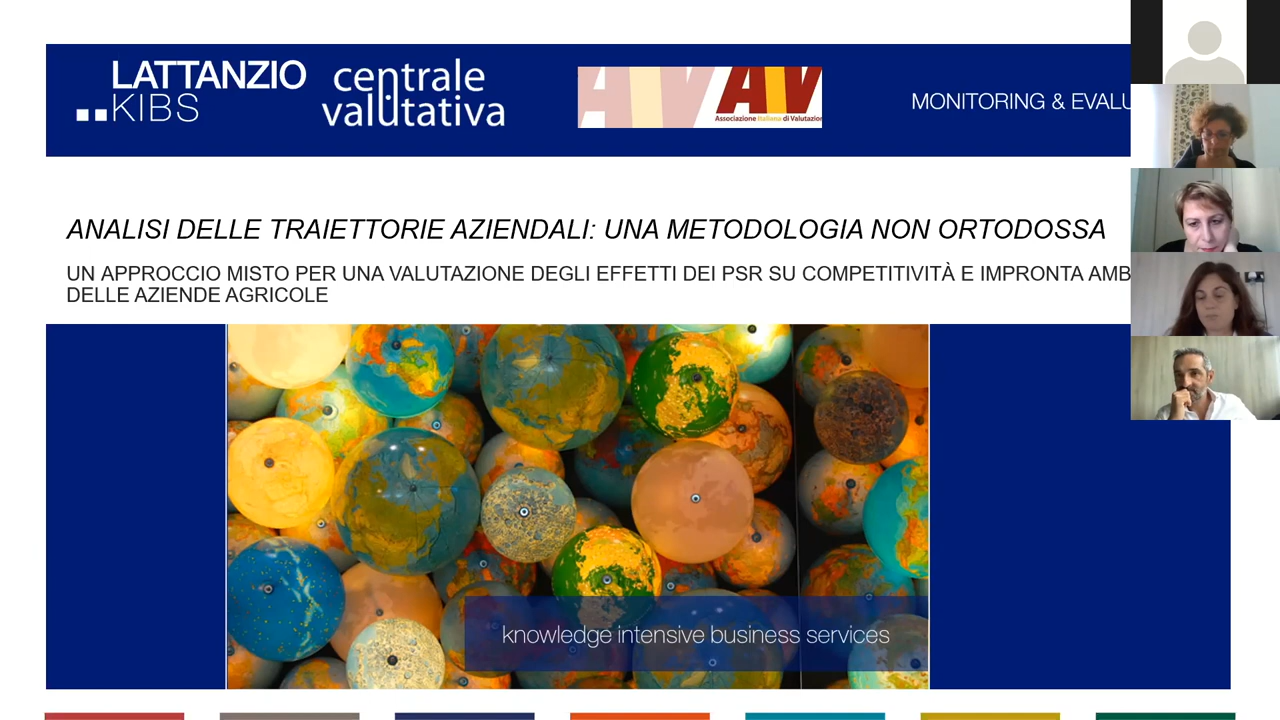 LATTANZIO
KIBS
centrale
valutativa
AIV
AIV
Associazione Italiana di Valutazion
MONITORING & EVALU
ANALISI DELLE TRAIETTORIE AZIENDALI: UNA METODOLOGIA NON ORTODOSSA
UN APPROCCIO MISTO PER UNA VALUTAZIONE DEGLI EFFETTI DEI PSR SU COMPETITIVITÀ E IMPRONTA AMB
DELLE AZIENDE AGRICOLE
knowledge intensive business services